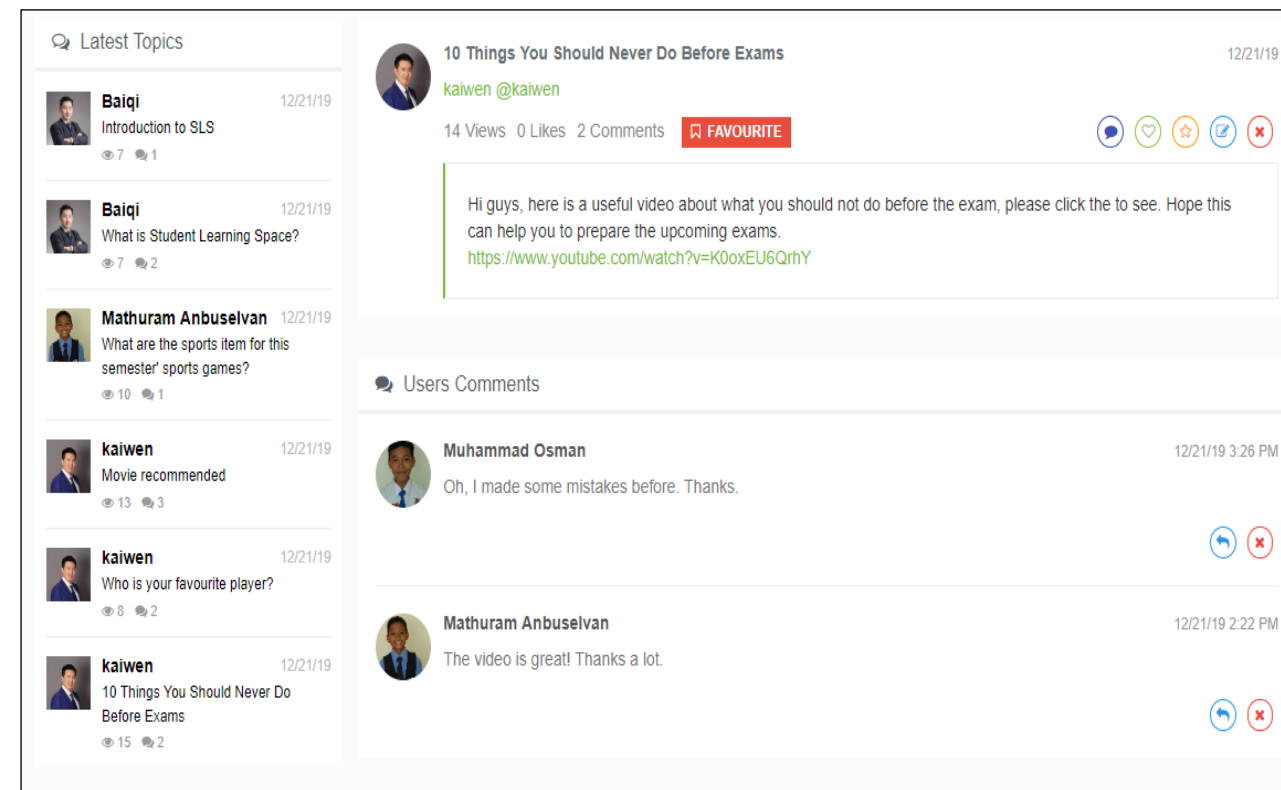 Latest Topics
Baiqi 12/21/19
Introduction to SLS
7 1
Baiqi 12/21/19
What is Student Learning Space?
7 2
Mathuram Anbuselvan 12/21/19
What are the sports item for this
semester' sports games?
10 1
kaiwen 12/21/19
Movie recommended
13 3
kaiwen 12/21/19
Who is your favourite player?
8 2
kaiwen 12/21/19
10 Things You Should Never Do
Before Exams
15 2
10 Things You Should Never Do Before Exams 12/21/19
kaiwen @kaiwen
14 Views 0 Likes 2 Comments FAVOURITE
Hi guys, here is a useful video about what you should not do before the exam, please click the to see. Hope this
can help you to prepare the upcoming exams.
https://www.youtube.com/watch?v=K0oxEU6QrhY
Users Comments
Muhammad Osman 12/21/19 3:26 PM
Oh, I made some mistakes before. Thanks.
Mathuram Anbuselvan 12/21/19 2:22 PM
The video is great! Thanks a lot.